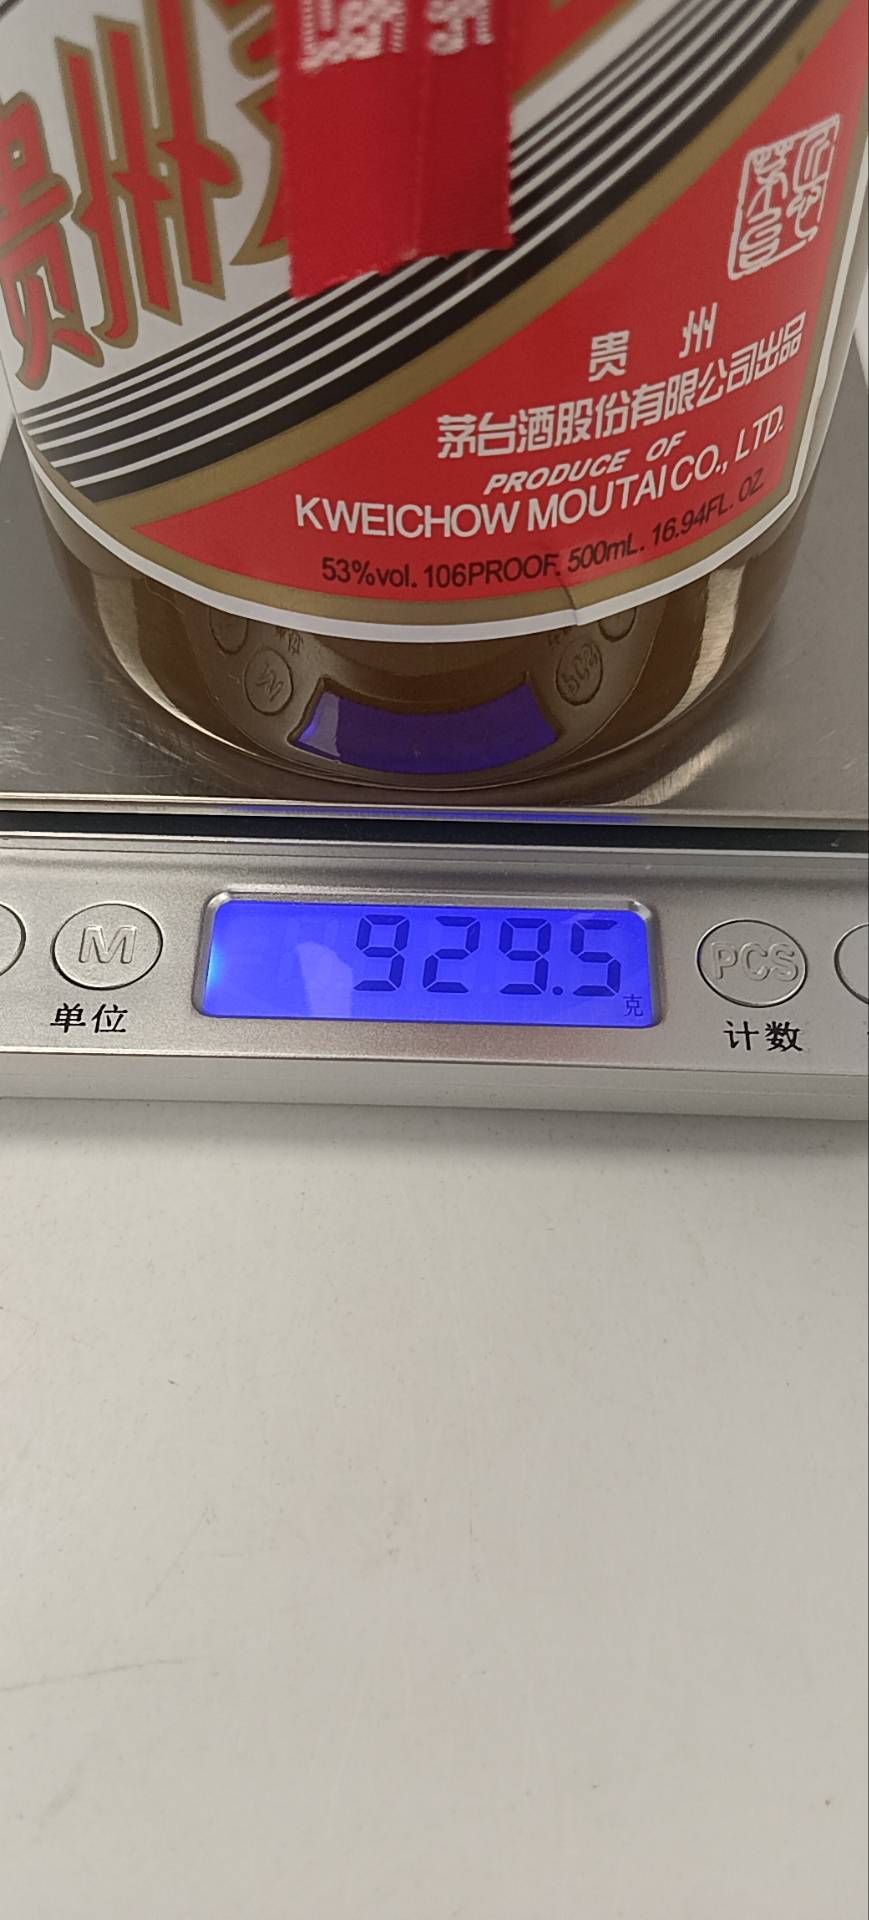 贵州
贵州
茅台酒股份有限公司出品
PRODUCE OF
KWEICHOW MOUTAI CO., LTD.
53%vol. 106PROOF. 500mL. 16.94FL. OZ
929.5
克
M
PCS
单位
计数